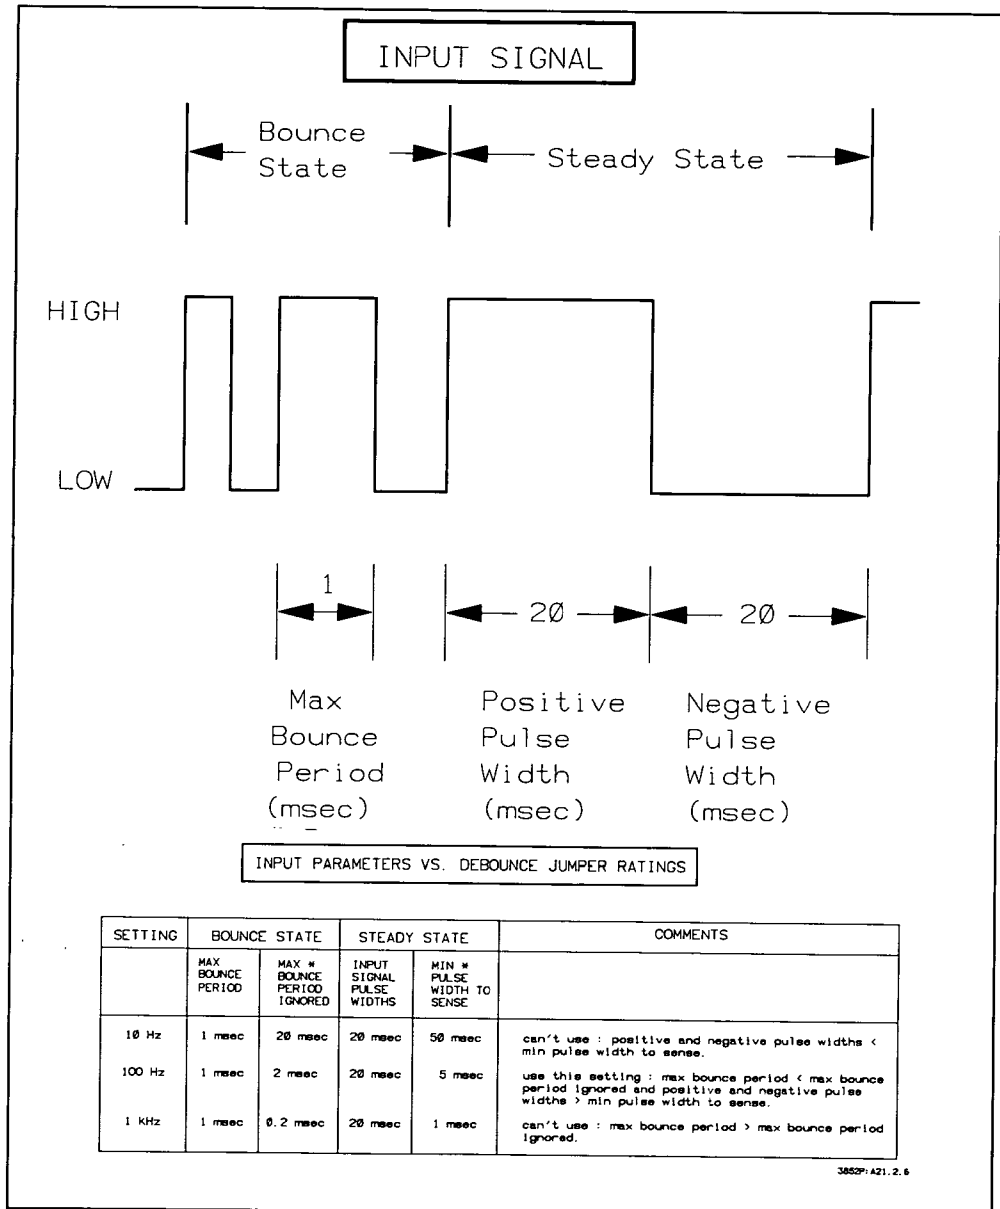 INPUT SIGNAL
Bounce
State
Steady State
HIGH
LOW
1
20
20
Max
Bounce
Period
(msec)
Positive
Pulse
Width
(msec)
Negative
Pulse
Width
(msec)
INPUT PARAMETERS VS. DEBOUNCE JUMPER RATINGS
SETTING BOUNCE STATE STEADY STATE COMMENTS
MAX
BOUNCE
PERIOD
MAX *
BOUNCE
PERIOD
IGNORED
INPUT
SIGNAL
PULSE
WIDTHS
MIN *
PULSE
WIDTH TO
SENSE
10 Hz 1 msec 20 msec 20 msec 50 msec can't use : positive and negative pulse widths <
min pulse width to sense.
100 Hz 1 msec 2 msec 20 msec 5 msec use this setting : max bounce period < max bounce
period ignored and positive and negative pulse
widths > min pulse width to sense.
1 KHz 1 msec 0.2 msec 20 msec 1 msec can't use : max bounce period > max bounce period
ignored.
3852P:A21.2.6